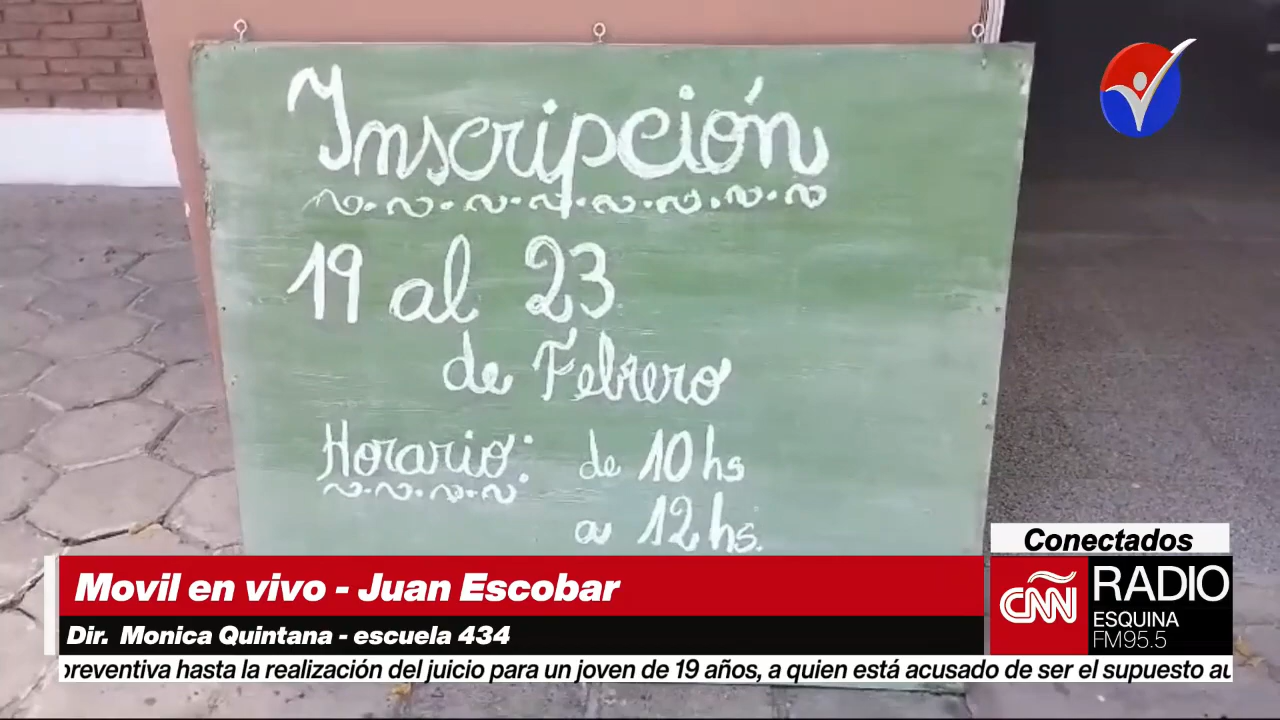 Inscripción
19 al 23
de Febrero
Horario: de 10 hs
a 12 hs.
Conectados
Movil en vivo - Juan Escobar
Dir. Monica Quintana - escuela 434
CNN RADIO
ESQUINA
FM95.5
preventiva hasta la realización del juicio para un joven de 19 años, a quien está acusado de ser el supuesto